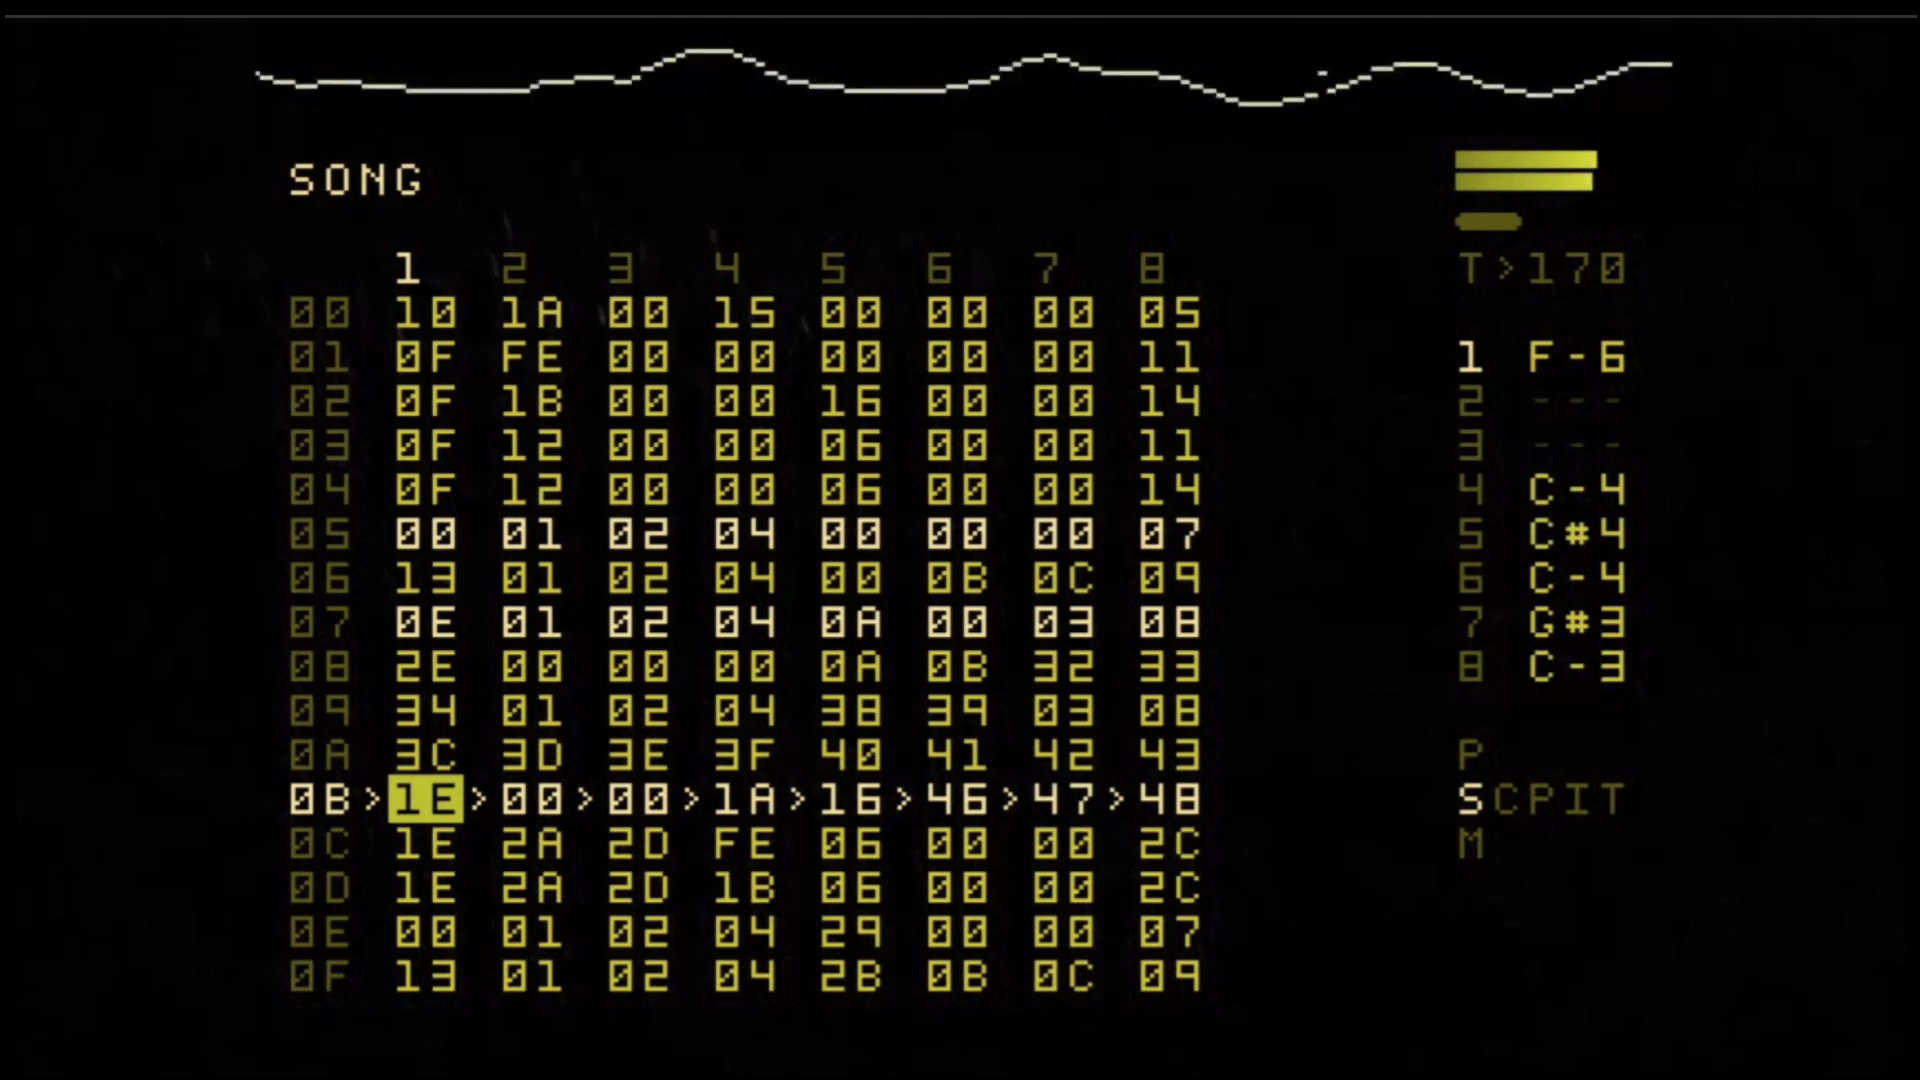 SONG
1 2 3 4 5 6 7 8 T>170
00 10 1A 00 15 00 00 00 05
01 0F FE 00 00 00 00 00 11 1 F-6
02 0F 1B 00 00 16 00 00 14 2 ---
03 0F 12 00 00 06 00 00 11 3 ---
04 0F 12 00 00 06 00 00 14 4 C-4
05 00 01 02 04 00 00 00 07 5 C#4
06 13 01 02 04 00 0B 0C 09 6 C-4
07 0E 01 02 04 0A 00 03 08 7 G#3
08 2E 00 00 00 0A 0B 32 33 8 C-3
09 34 01 02 04 38 39 03 08
0A 3C 3D 3E 3F 40 41 42 43 P
0B>1E>00>00>1A>16>46>47>48 SCPIT
0C 1E 2A 2D FE 06 00 00 2C M
0D 1E 2A 2D 1B 06 00 00 2C
0E 00 01 02 04 29 00 00 07
0F 13 01 02 04 2B 0B 0C 09